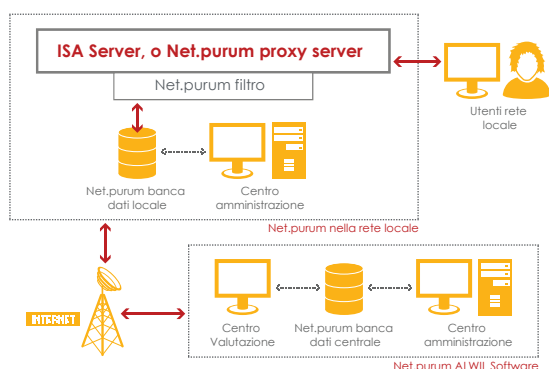 ISA Server, o Net.purum proxy server
Net.purum filtro
Utenti rete
locale
Net.purum banca
dati locale
Centro
amministrazione
Net.purum nella rete locale
INTERNET
Centro
Valutazione
Net.purum banca
dati centrale
Centro
amministrazione
Net.purum ALWIL Software